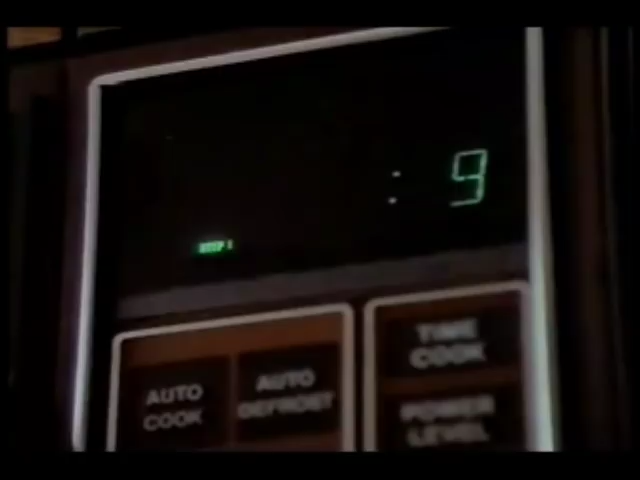 : 9
STEP 1
TIME
COOK
AUTO
COOK
AUTO
DEFROST
POWER
LEVEL